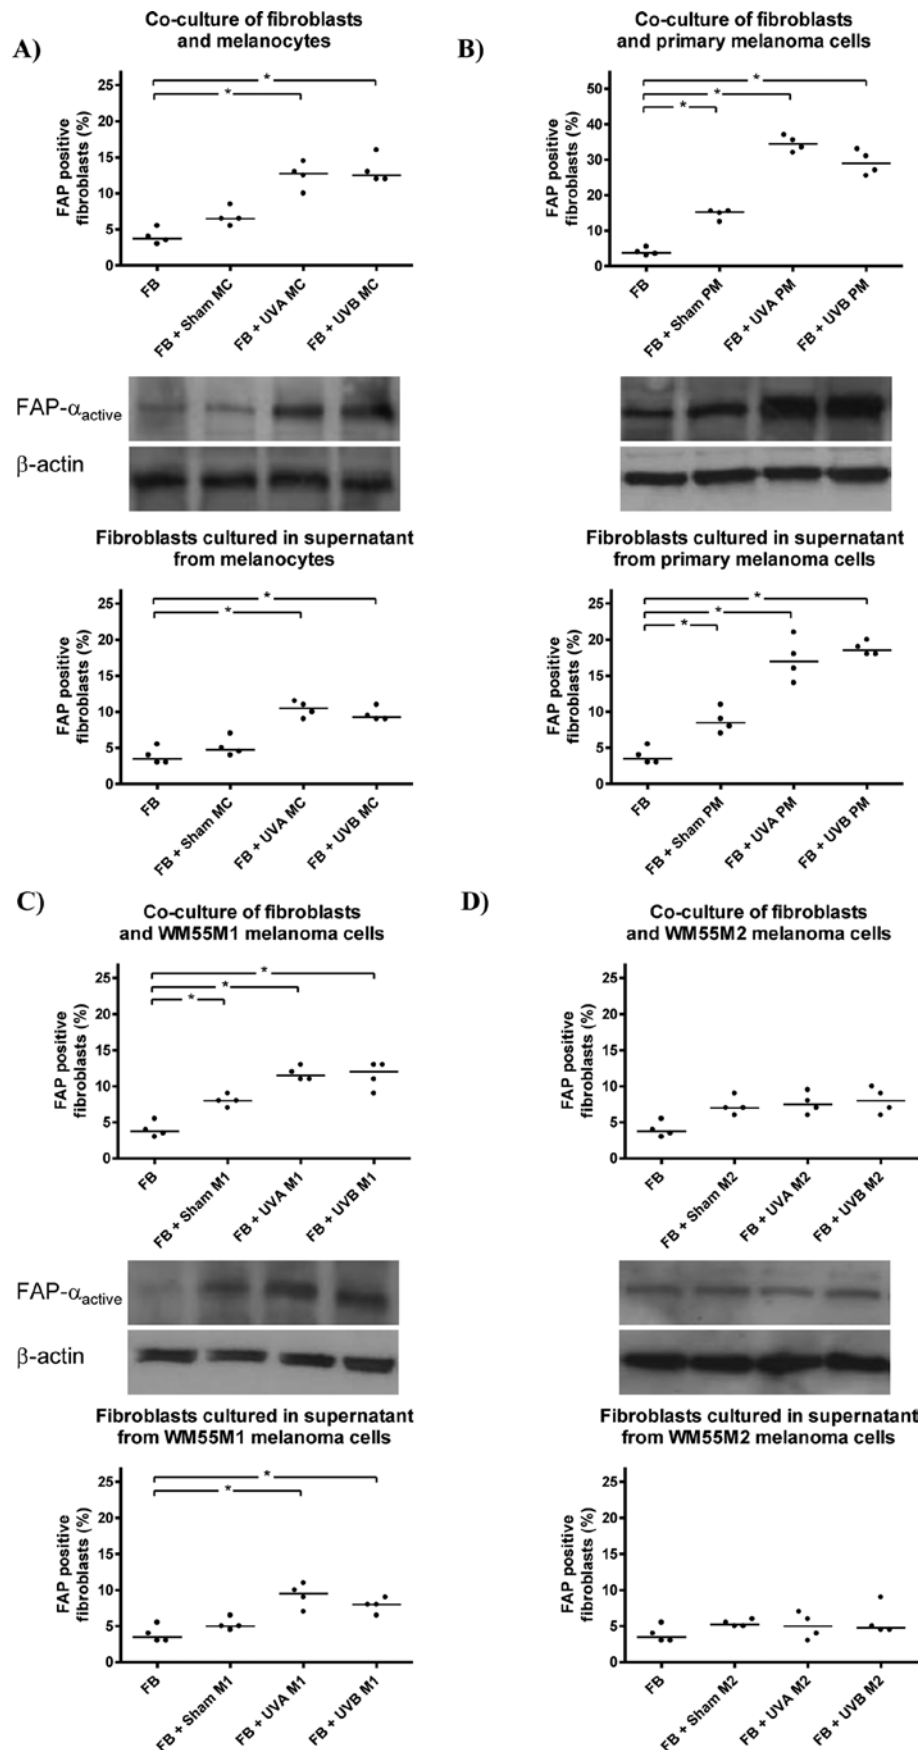 A)
Co-culture of fibroblasts
and melanocytes
FAP positive
fibroblasts (%)
25
20
15
10
5
0
*
*
FB
FB + Sham MC
FB + UVA MC
FB + UVB MC
B)
Co-culture of fibroblasts
and primary melanoma cells
FAP positive
fibroblasts (%)
50
40
30
20
10
0
*
*
*
FB
FB + Sham PM
FB + UVA PM
FB + UVB PM
FAP-αactive
β-actin
Fibroblasts cultured in supernatant
from melanocytes
FAP positive
fibroblasts (%)
25
20
15
10
5
0
*
*
FB
FB + Sham MC
FB + UVA MC
FB + UVB MC
Fibroblasts cultured in supernatant
from primary melanoma cells
FAP positive
fibroblasts (%)
25
20
15
10
5
0
*
*
*
FB
FB + Sham PM
FB + UVA PM
FB + UVB PM
C)
Co-culture of fibroblasts
and WM55M1 melanoma cells
FAP positive
fibroblasts (%)
25
20
15
10
5
0
*
*
*
FB
FB + Sham M1
FB + UVA M1
FB + UVB M1
D)
Co-culture of fibroblasts
and WM55M2 melanoma cells
FAP positive
fibroblasts (%)
25
20
15
10
5
0
FB
FB + Sham M2
FB + UVA M2
FB + UVB M2
FAP-αactive
β-actin
Fibroblasts cultured in supernatant
from WM55M1 melanoma cells
FAP positive
fibroblasts (%)
25
20
15
10
5
0
*
*
FB
FB + Sham M1
FB + UVA M1
FB + UVB M1
Fibroblasts cultured in supernatant
from WM55M2 melanoma cells
FAP positive
fibroblasts (%)
25
20
15
10
5
0
FB
FB + Sham M2
FB + UVA M2
FB + UVB M2